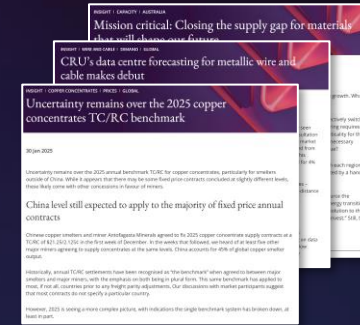 INSIGHT | CAPACITY | AUSTRALIA
Mission critical: Closing the supply gap for materials
that will shape our future
INSIGHT | WIRE AND CABLE | DEMAND | GLOBAL
CRU's data centre forecasting for metallic wire and
cable makes debut
INSIGHT | COPPER CONCENTRATES | PRICES | GLOBAL
Uncertainty remains over the 2025 copper
concentrates TC/RC benchmark
30 Jan 2025
Uncertainty remains over the 2025 annual benchmark TC/RC for copper concentrates, particularly for smelters
outside of China. While it appears that there may be some fixed price contracts concluded at slightly different levels,
these likely come with other concessions in favour of miners.
China level still expected to apply to the majority of fixed price annual
contracts
Chinese copper smelters and miner Antofagasta Minerals agreed to fix 2025 copper concentrate supply contracts at a
TC/RC of $21.25/2.125¢ in the first week of December. In the weeks that followed, we heard of at least five other
major miners agreeing to supply concentrates at the same levels. China accounts for 45% of global copper smelter
output.
Historically, annual TC/RC settlements have been recognised as "the benchmark" when agreed to between major
smelters and major miners, with the emphasis on both being in plural form. This same benchmark has applied to
most, if not all, countries prior to any freight parity adjustments. Our discussions with market participants suggest
that most contracts do not specify a particular country.
However, 2025 is seeing a more complex picture, with indications the single benchmark system has broken down, at
least in part.